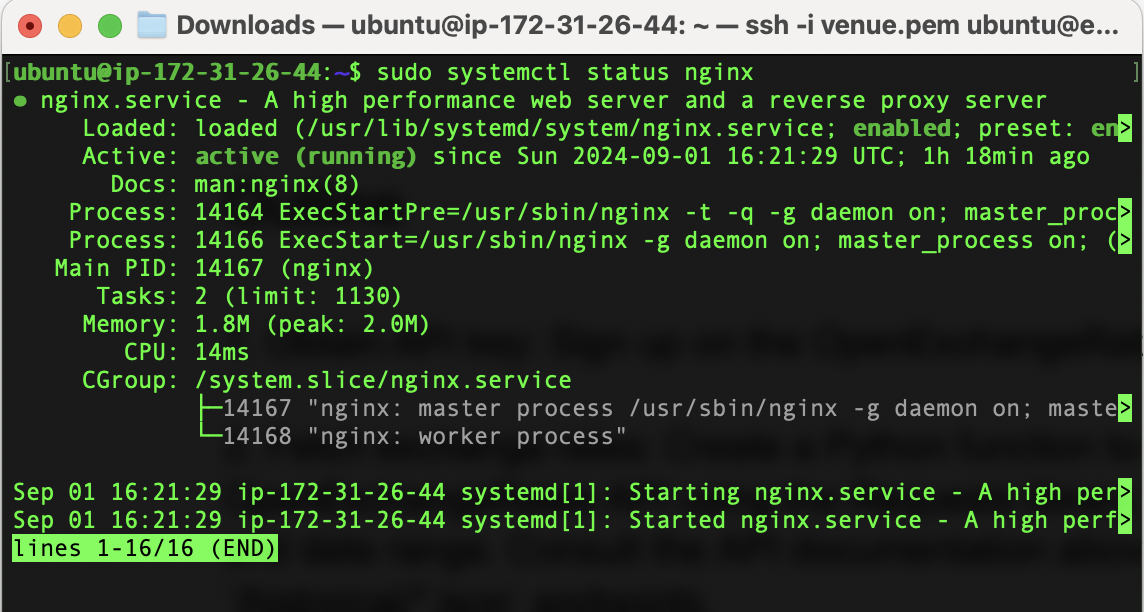 Downloads — ubuntu@ip-172-31-26-44: ~ — ssh -i venue.pem ubuntu@e...
[ubuntu@ip-172-31-26-44:~$ sudo systemctl status nginx ]
● nginx.service - A high performance web server and a reverse proxy server
Loaded: loaded (/usr/lib/systemd/system/nginx.service; enabled; preset: en>
Active: active (running) since Sun 2024-09-01 16:21:29 UTC; 1h 18min ago
Docs: man:nginx(8)
Process: 14164 ExecStartPre=/usr/sbin/nginx -t -q -g daemon on; master_proc>
Process: 14166 ExecStart=/usr/sbin/nginx -g daemon on; master_process on; (>
Main PID: 14167 (nginx)
Tasks: 2 (limit: 1130)
Memory: 1.8M (peak: 2.0M)
CPU: 14ms
CGroup: /system.slice/nginx.service
├─14167 "nginx: master process /usr/sbin/nginx -g daemon on; maste>
└─14168 "nginx: worker process"
Sep 01 16:21:29 ip-172-31-26-44 systemd[1]: Starting nginx.service - A high per>
Sep 01 16:21:29 ip-172-31-26-44 systemd[1]: Started nginx.service - A high perf>
lines 1-16/16 (END)